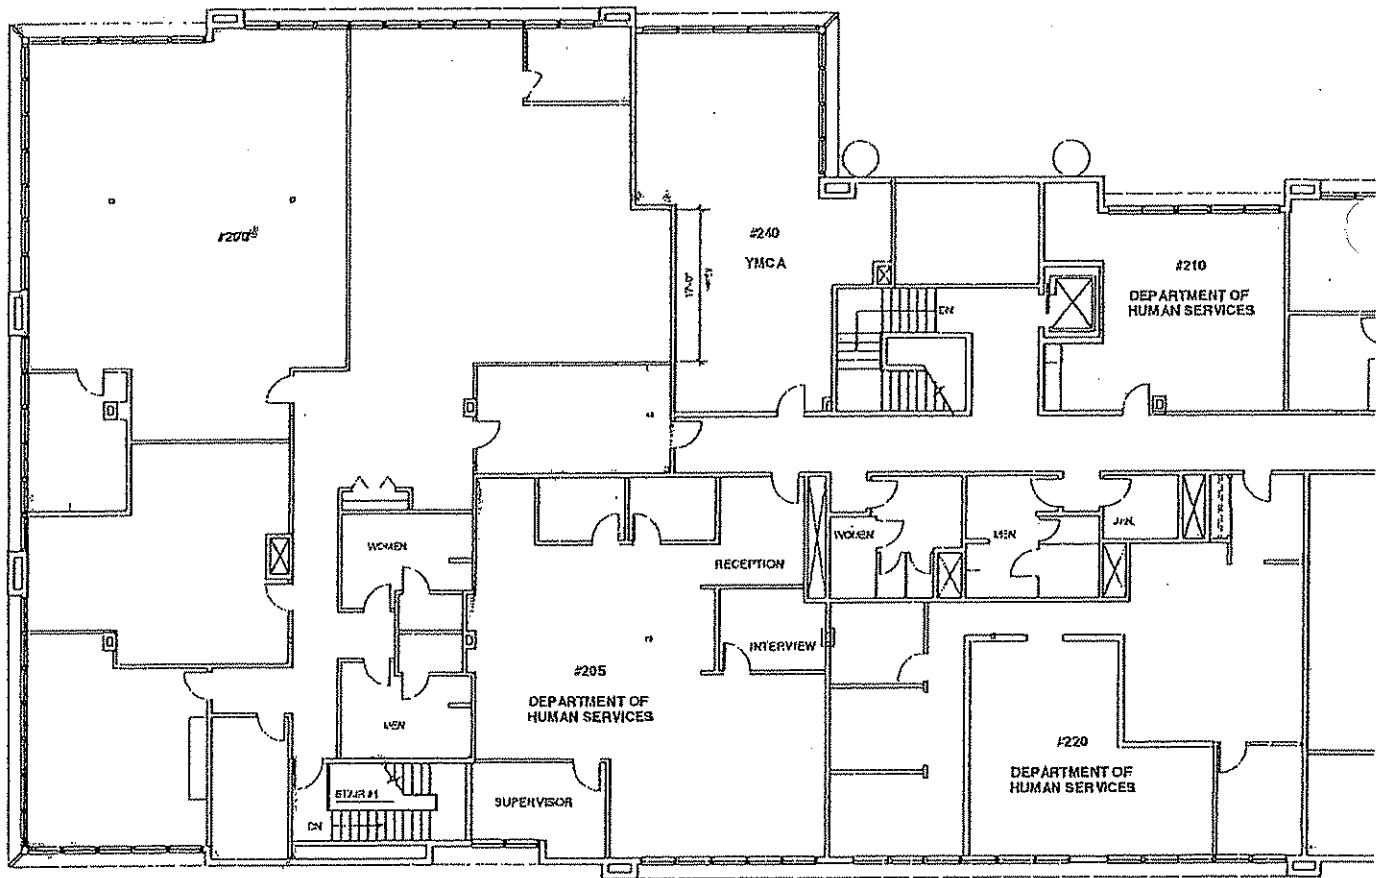 #200
#240
YMCA
17'-0"
DN
#210
DEPARTMENT OF
HUMAN SERVICES
WOMEN
RECEPTION
WOMEN
MEN
JAN.
INTERVIEW
#205
DEPARTMENT OF
HUMAN SERVICES
MEN
#220
DEPARTMENT OF
HUMAN SERVICES
STAIR #1
SUPERVISOR
DN